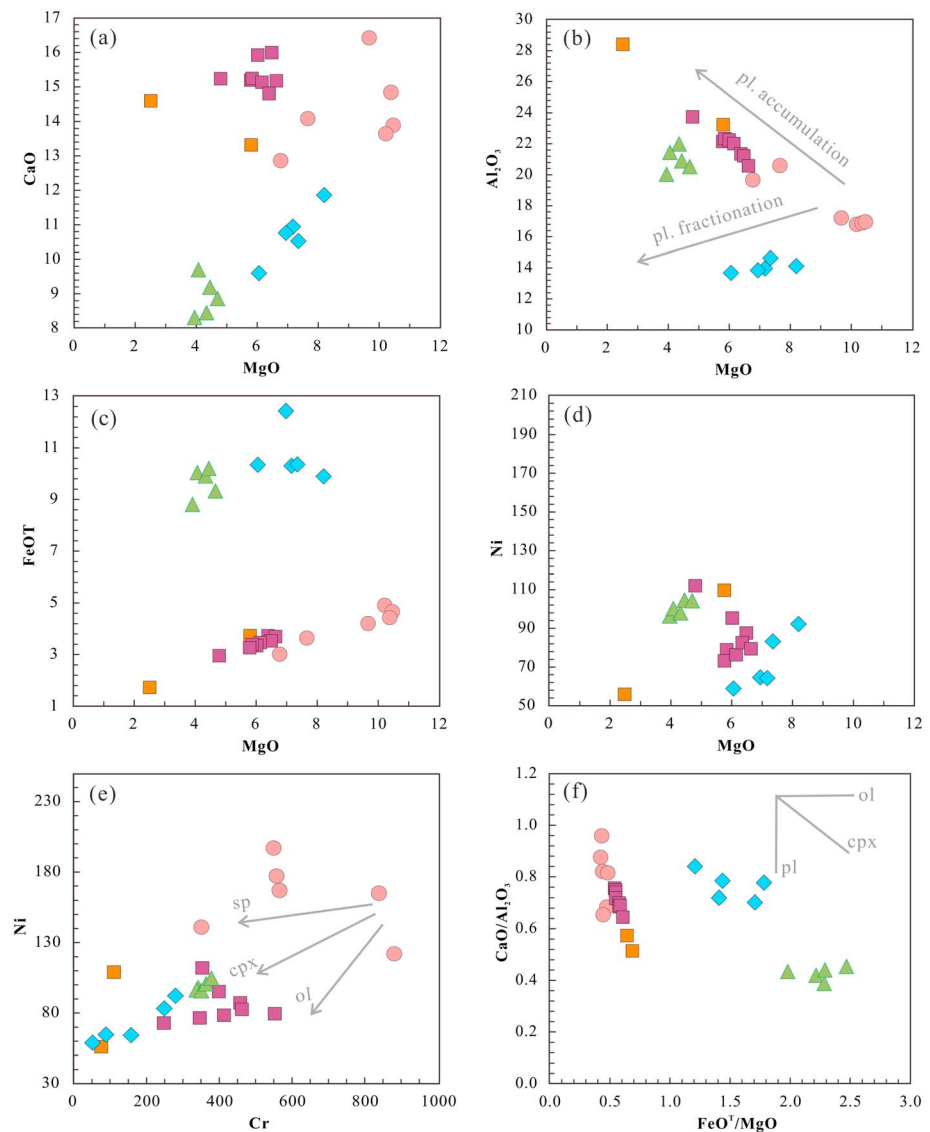 (a)
17
16
15
14
13
12
11
10
9
8
CaO
0 2 4 6 8 10 12
MgO
(b)
30
28
26
24
22
20
18
16
14
12
10
Al₂O₃
pl. accumulation
pl. fractionation
0 2 4 6 8 10 12
MgO
(c)
13
11
9
7
5
3
1
FeOT
0 2 4 6 8 10 12
MgO
(d)
210
190
170
150
130
110
90
70
50
Ni
0 2 4 6 8 10 12
MgO
(e)
230
180
130
80
30
Ni
sp
cpx
ol
0 200 400 600 800 1000
Cr
(f)
1.2
1.0
0.8
0.6
0.4
0.2
0.0
CaO/Al₂O₃
ol
cpx
pl
0.0 0.5 1.0 1.5 2.0 2.5 3.0
FeOᵀ/MgO